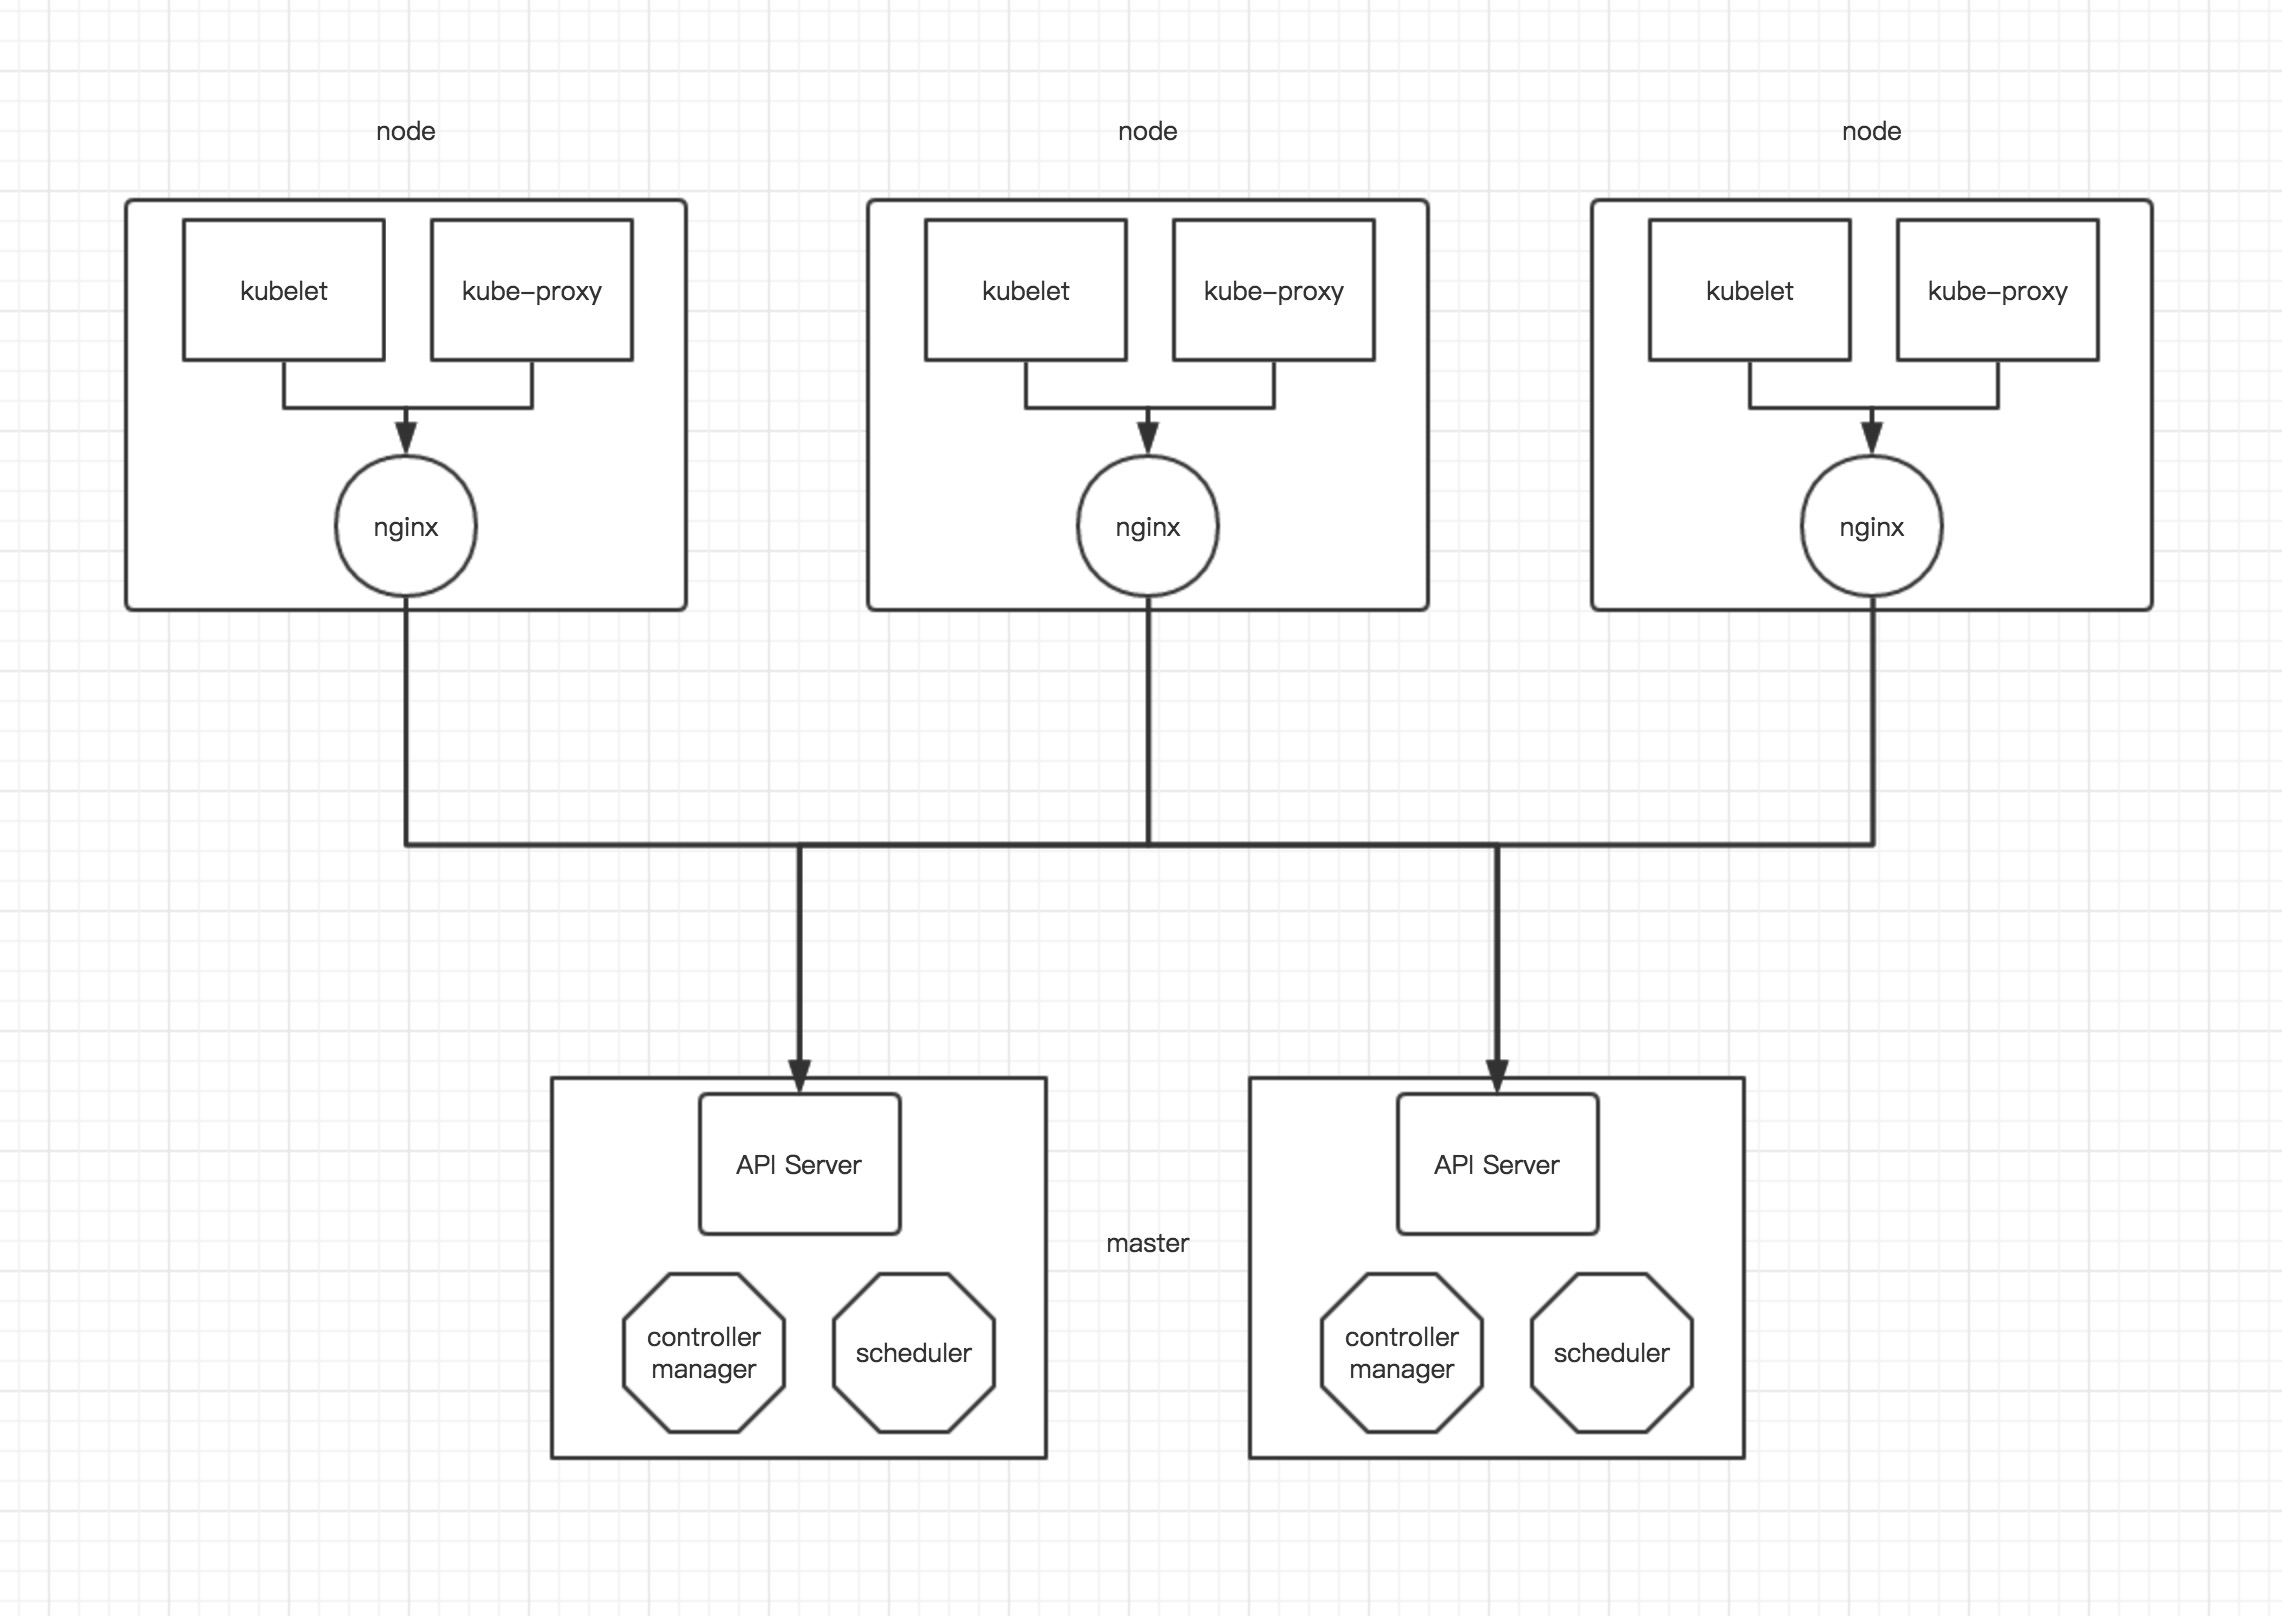 node
node
node
kubelet
kube-proxy
kubelet
kube-proxy
kubelet
kube-proxy
nginx
nginx
nginx
API Server
API Server
master
controller
manager
scheduler
controller
manager
scheduler